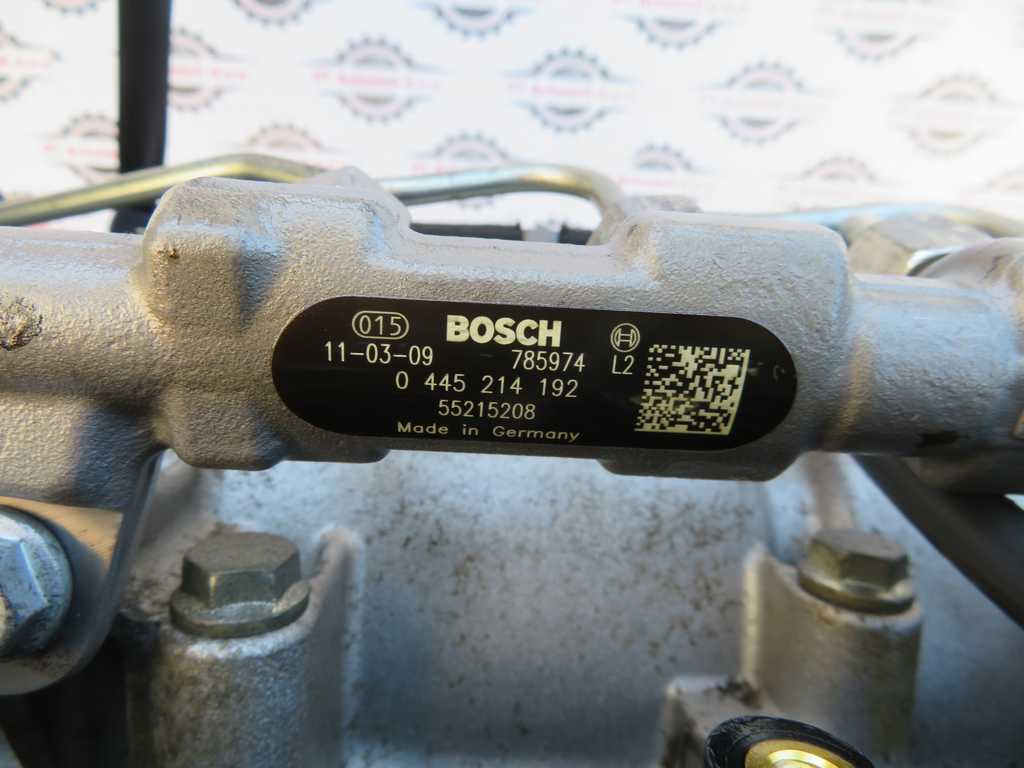 015 BOSCH
11-03-09 785974 L2
0 445 214 192
55215208
Made in Germany